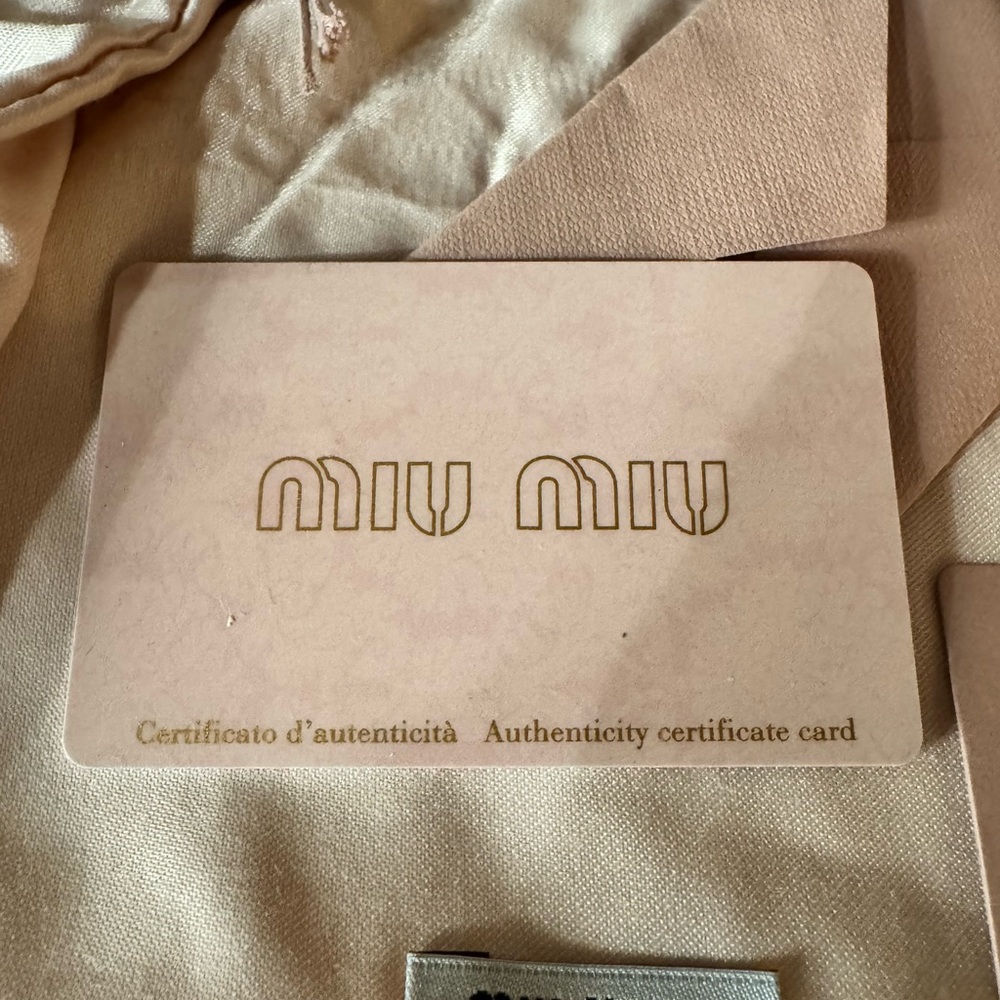 miu miu
Certificato d'autenticità Authenticity certificate card